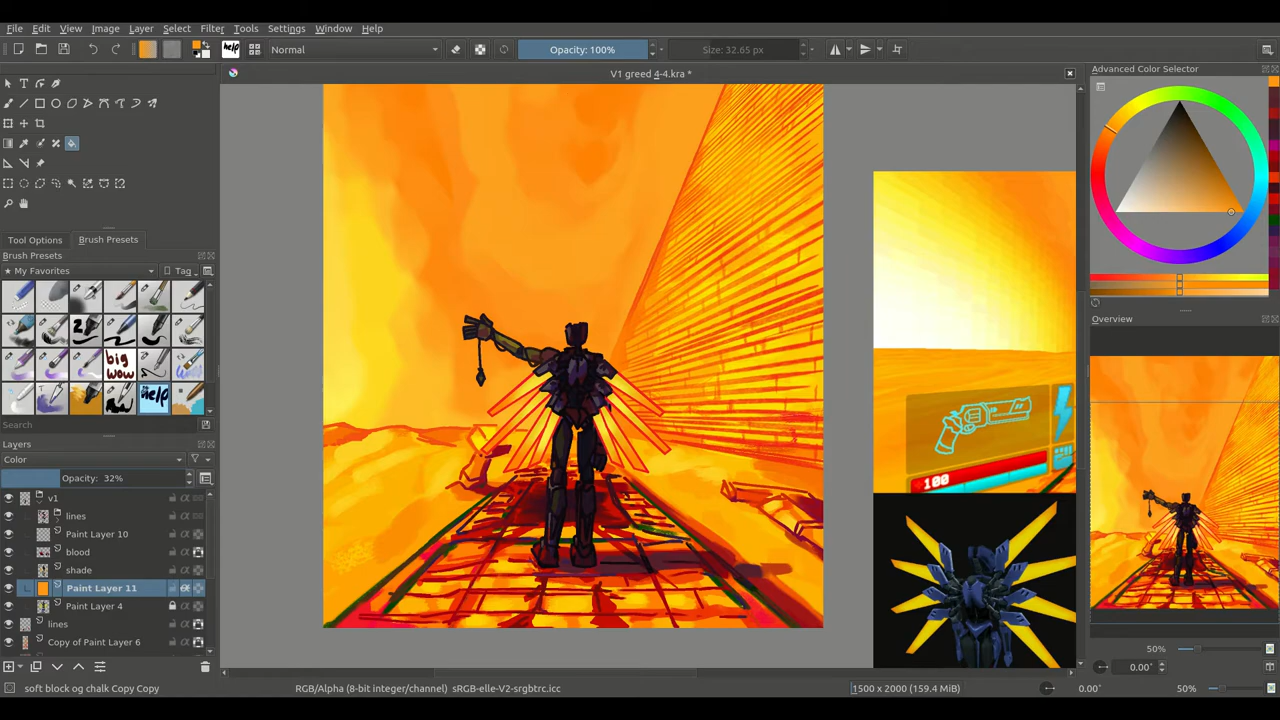 File Edit View Image Layer Select Filter Tools Settings Window Help
help Normal Opacity: 100% Size: 32.65 px
V1 greed 4-4.kra *
Advanced Color Selector
Tool Options Brush Presets
Brush Presets
My Favorites Tag
2
big wow
help
Search
Layers
Color
Opacity: 32%
v1
lines
Paint Layer 10
blood
shade
Paint Layer 11
Paint Layer 4
lines
Copy of Paint Layer 6
100
Overview
50%
0.00°
soft block og chalk Copy Copy RGB/Alpha (8-bit integer/channel) sRGB-elle-V2-srgbtrc.icc 1500 x 2000 (159.4 MiB) 0.00° 50%